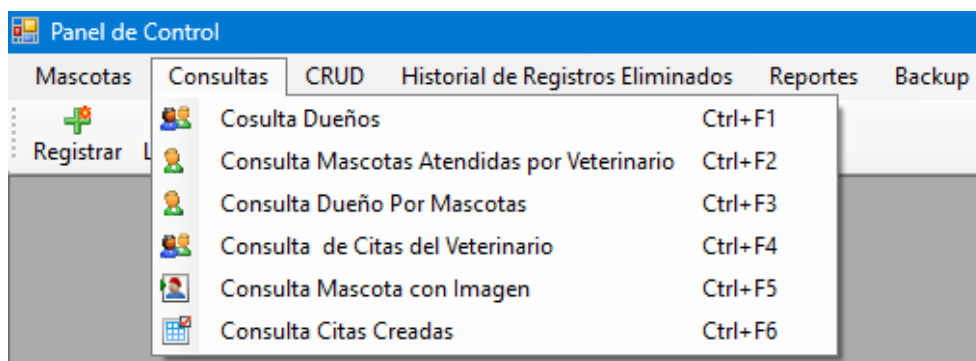 Panel de Control
Mascotas Consultas CRUD Historial de Registros Eliminados Reportes Backup
Registrar L
Cosulta Dueños Ctrl+F1
Consulta Mascotas Atendidas por Veterinario Ctrl+F2
Consulta Dueño Por Mascotas Ctrl+F3
Consulta  de Citas del Veterinario Ctrl+F4
Consulta Mascota con Imagen Ctrl+F5
Consulta Citas Creadas Ctrl+F6